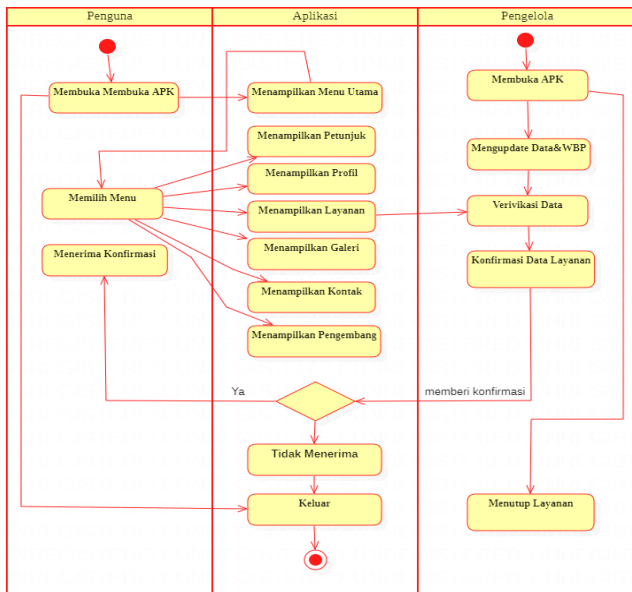 Penguna
Aplikasi
Pengelola
Membuka Membuka APK
Menampilkan Menu Utama
Membuka APK
Menampilkan Petunjuk
Mengupdate Data&WBP
Menampilkan Profil
Memilih Menu
Menampilkan Layanan
Verivikasi Data
Menerima Konfirmasi
Menampilkan Galeri
Konfirmasi Data Layanan
Menampilkan Kontak
Menampilkan Pengembang
Ya
memberi konfirmasi
Tidak Menerima
Keluar
Menutup Layanan